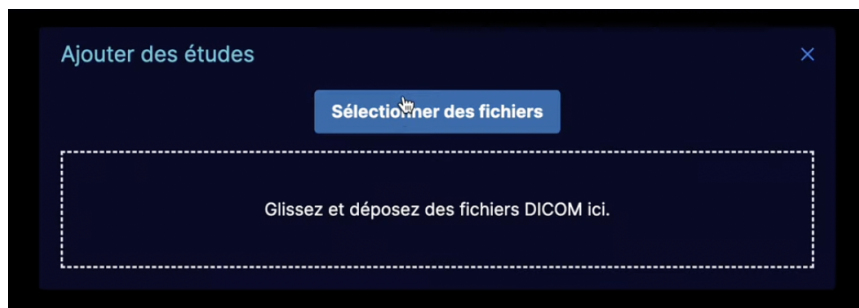 Ajouter des études
Sélectionner des fichiers
Glissez et déposez des fichiers DICOM ici.